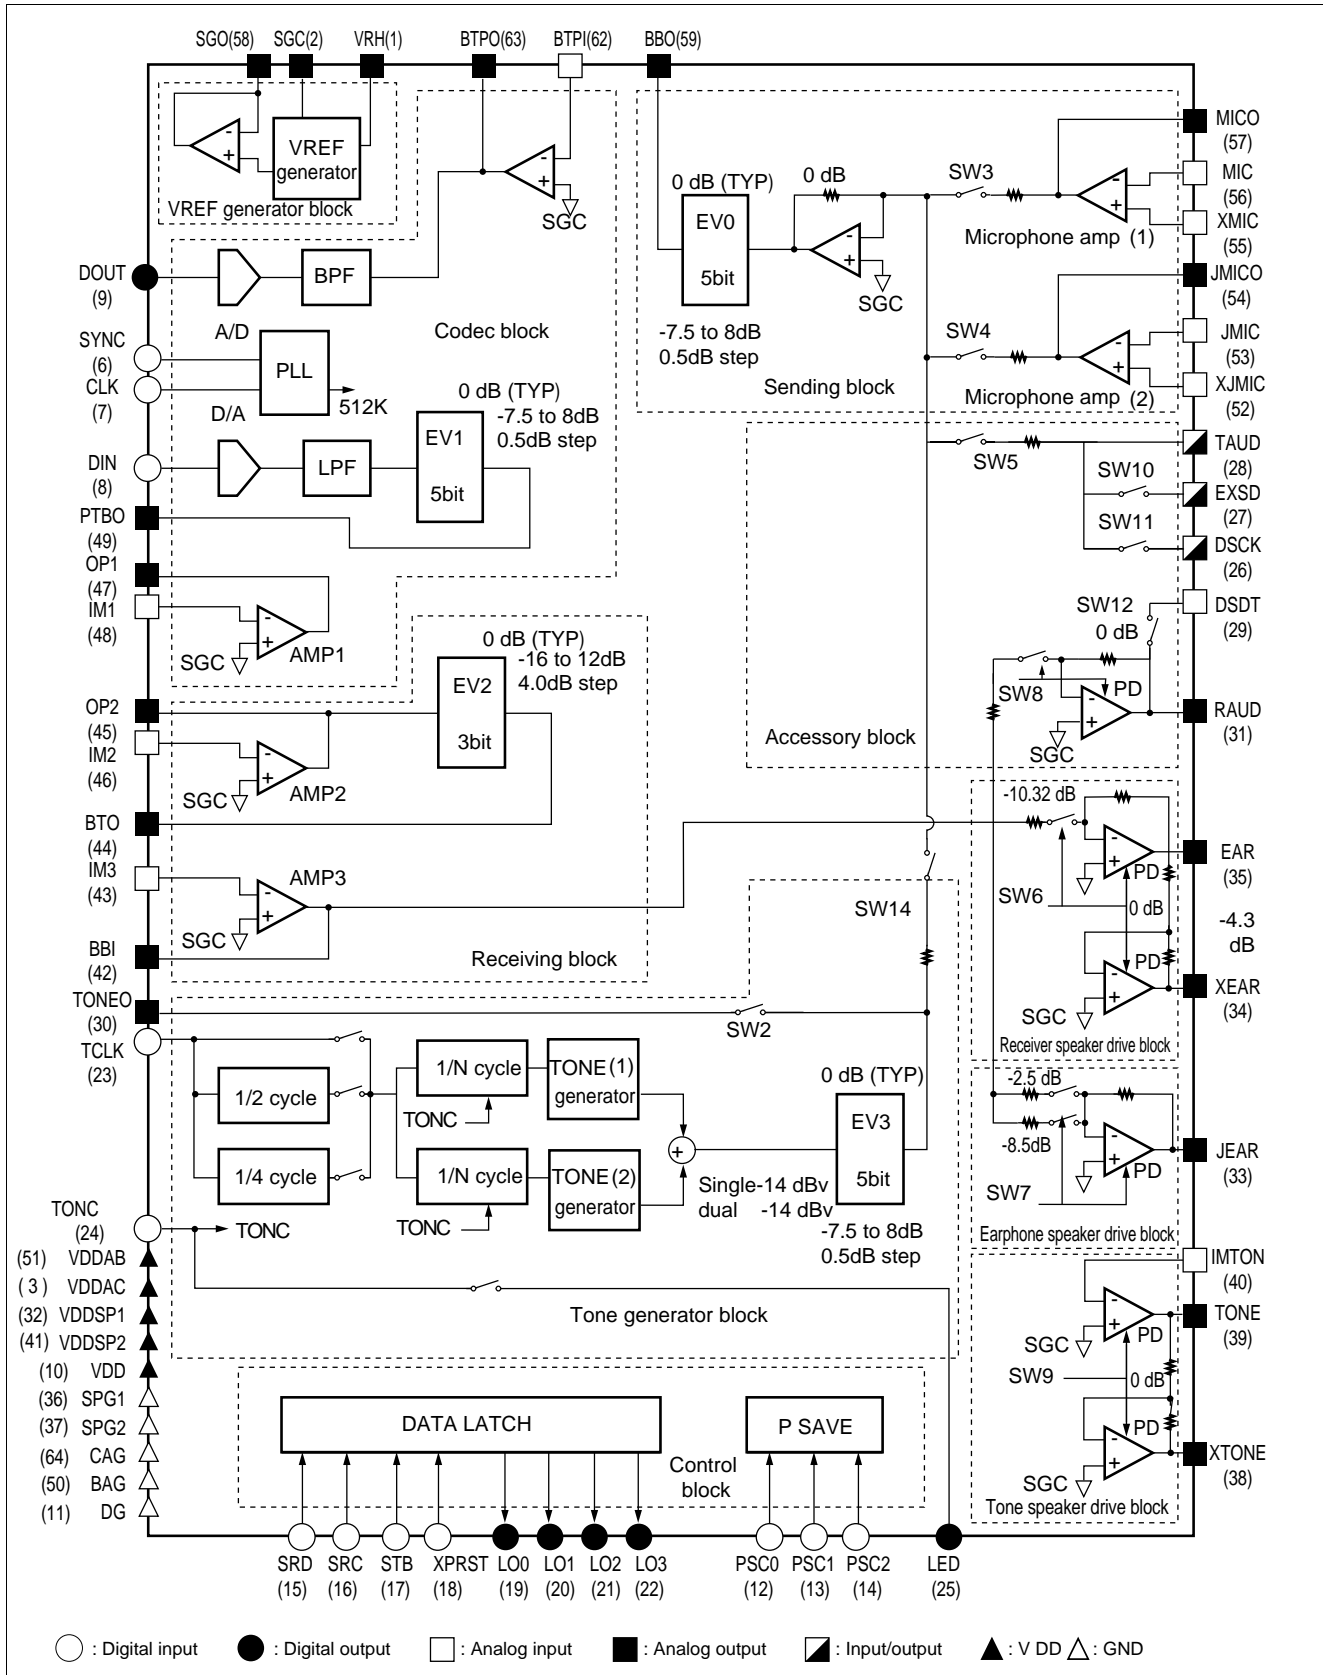 SGO(58) SGC(2) VRH(1) BTPO(63) BTPI(62) BBO(59)
VREF
generator
VREF generator block
-
+
-
+
SGC
DOUT
(9)
A/D
BPF
Codec block
SYNC
(6)
CLK
(7)
PLL
512K
D/A
DIN
(8)
LPF
0 dB (TYP)
-7.5 to 8dB
0.5dB step
EV1
5bit
PTBO
(49)
OP1
(47)
IM1
(48)
-
+
SGC
AMP1
0 dB (TYP)
EV0
5bit
-7.5 to 8dB
0.5dB step
0 dB
-
+
SGC
SW3
-
+
Microphone amp (1)
MICO
(57)
MIC
(56)
XMIC
(55)
SW4
-
+
Microphone amp (2)
Sending block
JMICO
(54)
JMIC
(53)
XJMIC
(52)
SW5
SW10
SW11
TAUD
(28)
EXSD
(27)
DSCK
(26)
SW12
0 dB
DSDT
(29)
SW8
PD
-
+
SGC
Accessory block
RAUD
(31)
0 dB (TYP)
-16 to 12dB
4.0dB step
EV2
3bit
OP2
(45)
IM2
(46)
-
+
SGC
AMP2
BTO
(44)
IM3
(43)
AMP3
-
+
SGC
BBI
(42)
Receiving block
SW14
-10.32 dB
-
+
PD
SW6
0 dB
-
+
PD
SGC
Receiver speaker drive block
EAR
(35)
-4.3
dB
XEAR
(34)
TONEO
(30)
SW2
TCLK
(23)
1/2 cycle
1/4 cycle
1/N cycle
TONC
TONE(1)
generator
1/N cycle
TONC
TONE(2)
generator
+
Single-14 dBv
dual -14 dBv
0 dB (TYP)
EV3
5bit
-7.5 to 8dB
0.5dB step
-2.5 dB
-8.5dB
-
+
PD
SW7
Earphone speaker drive block
JEAR
(33)
TONC
(24)
TONC
Tone generator block
(51) VDDAB
( 3 ) VDDAC
(32) VDDSP1
(41) VDDSP2
(10) VDD
(36) SPG1
(37) SPG2
(64) CAG
(50) BAG
(11) DG
IMTON
(40)
-
+
PD
SGC
TONE
(39)
SW9
0 dB
-
+
PD
SGC
Tone speaker drive block
XTONE
(38)
DATA LATCH
P SAVE
Control
block
SRD SRC STB XPRST LO0 LO1 LO2 LO3 PSC0 PSC1 PSC2 LED
(15) (16) (17) (18) (19) (20) (21) (22) (12) (13) (14) (25)
: Digital input : Digital output : Analog input : Analog output : Input/output : V DD : GND